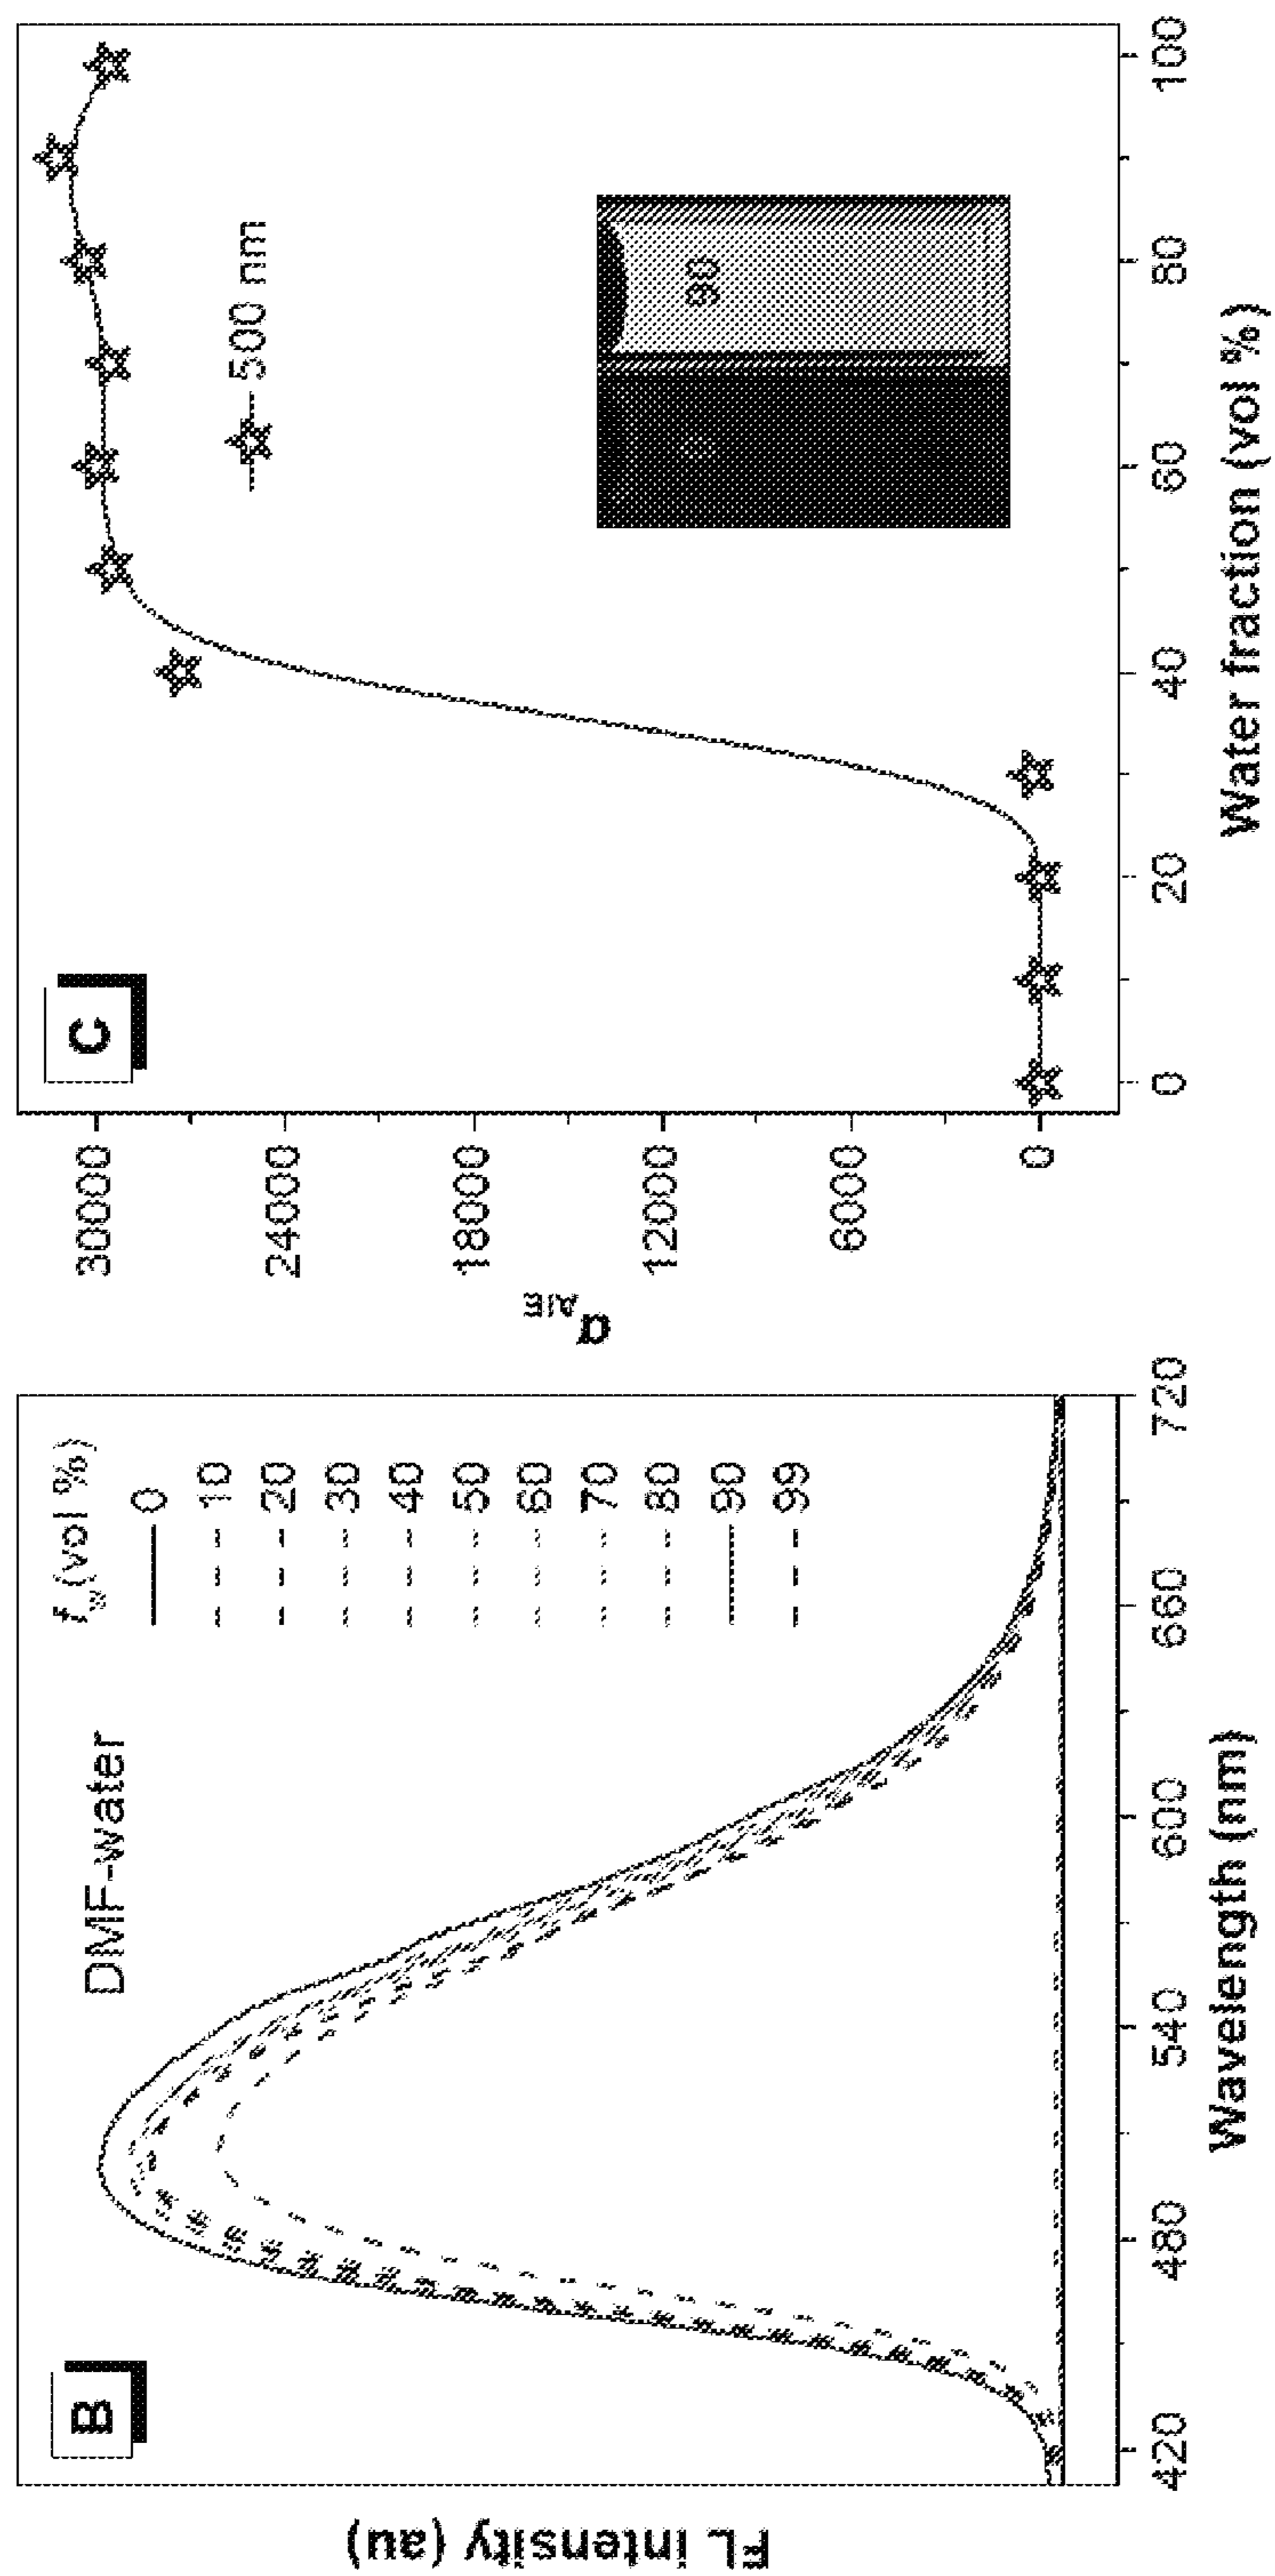 B
DMF-water
f_w (vol %)
0
10
20
30
40
50
60
70
80
90
99
FL intensity (au)
420 480 540 600 660 720
Wavelength (nm)
C
500 nm
90
α_AIE
30000
24000
18000
12000
6000
0
0 20 40 60 80 100
Water fraction (vol %)